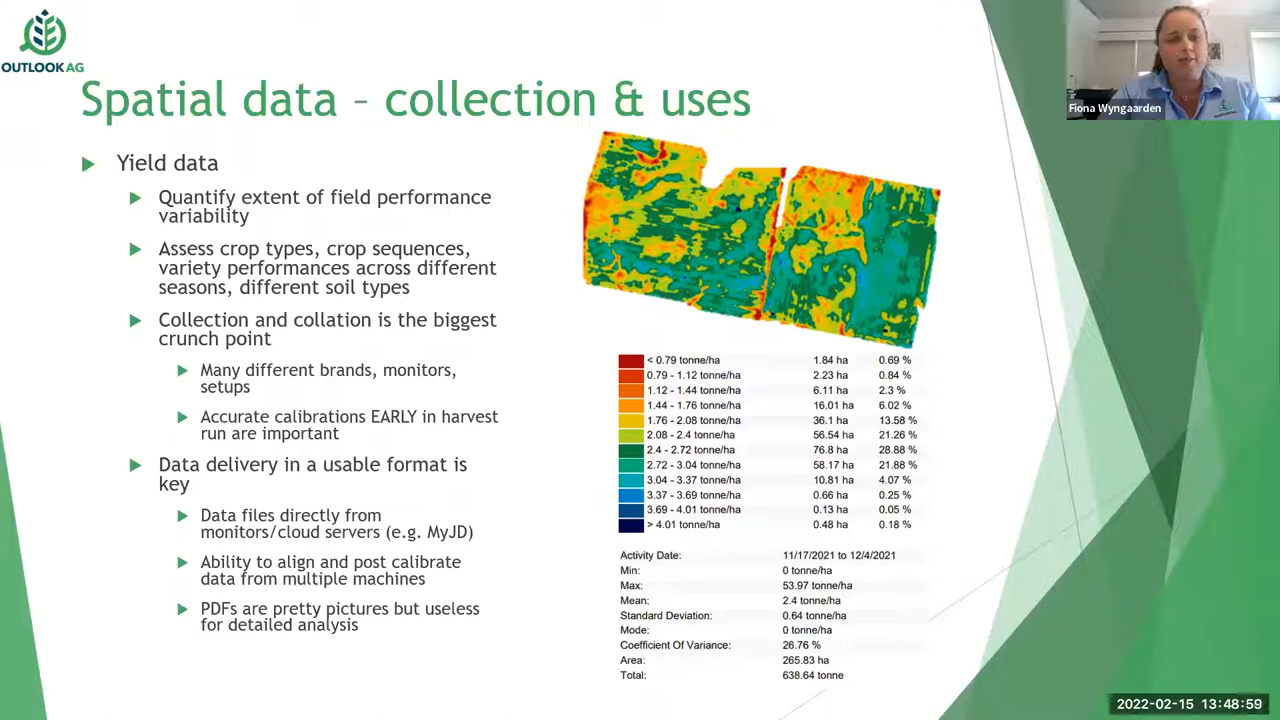 OUTLOOK AG
Spatial data – collection & uses
Fiona Wyngaarden
Yield data
Quantify extent of field performance
variability
Assess crop types, crop sequences,
variety performances across different
seasons, different soil types
Collection and collation is the biggest
crunch point
Many different brands, monitors,
setups
Accurate calibrations EARLY in harvest
run are important
Data delivery in a usable format is
key
Data files directly from
monitors/cloud servers (e.g. MyJD)
Ability to align and post calibrate
data from multiple machines
PDFs are pretty pictures but useless
for detailed analysis
< 0.79 tonne/ha 1.84 ha 0.69 %
0.79 - 1.12 tonne/ha 2.23 ha 0.84 %
1.12 - 1.44 tonne/ha 6.11 ha 2.3 %
1.44 - 1.76 tonne/ha 16.01 ha 6.02 %
1.76 - 2.08 tonne/ha 36.1 ha 13.58 %
2.08 - 2.4 tonne/ha 56.54 ha 21.26 %
2.4 - 2.72 tonne/ha 76.8 ha 28.88 %
2.72 - 3.04 tonne/ha 58.17 ha 21.88 %
3.04 - 3.37 tonne/ha 10.81 ha 4.07 %
3.37 - 3.69 tonne/ha 0.66 ha 0.25 %
3.69 - 4.01 tonne/ha 0.13 ha 0.05 %
> 4.01 tonne/ha 0.48 ha 0.18 %
Activity Date: 11/17/2021 to 12/4/2021
Min: 0 tonne/ha
Max: 53.97 tonne/ha
Mean: 2.4 tonne/ha
Standard Deviation: 0.64 tonne/ha
Mode: 0 tonne/ha
Coefficient Of Variance: 26.76 %
Area: 265.83 ha
Total: 638.64 tonne
2022-02-15 13:48:59